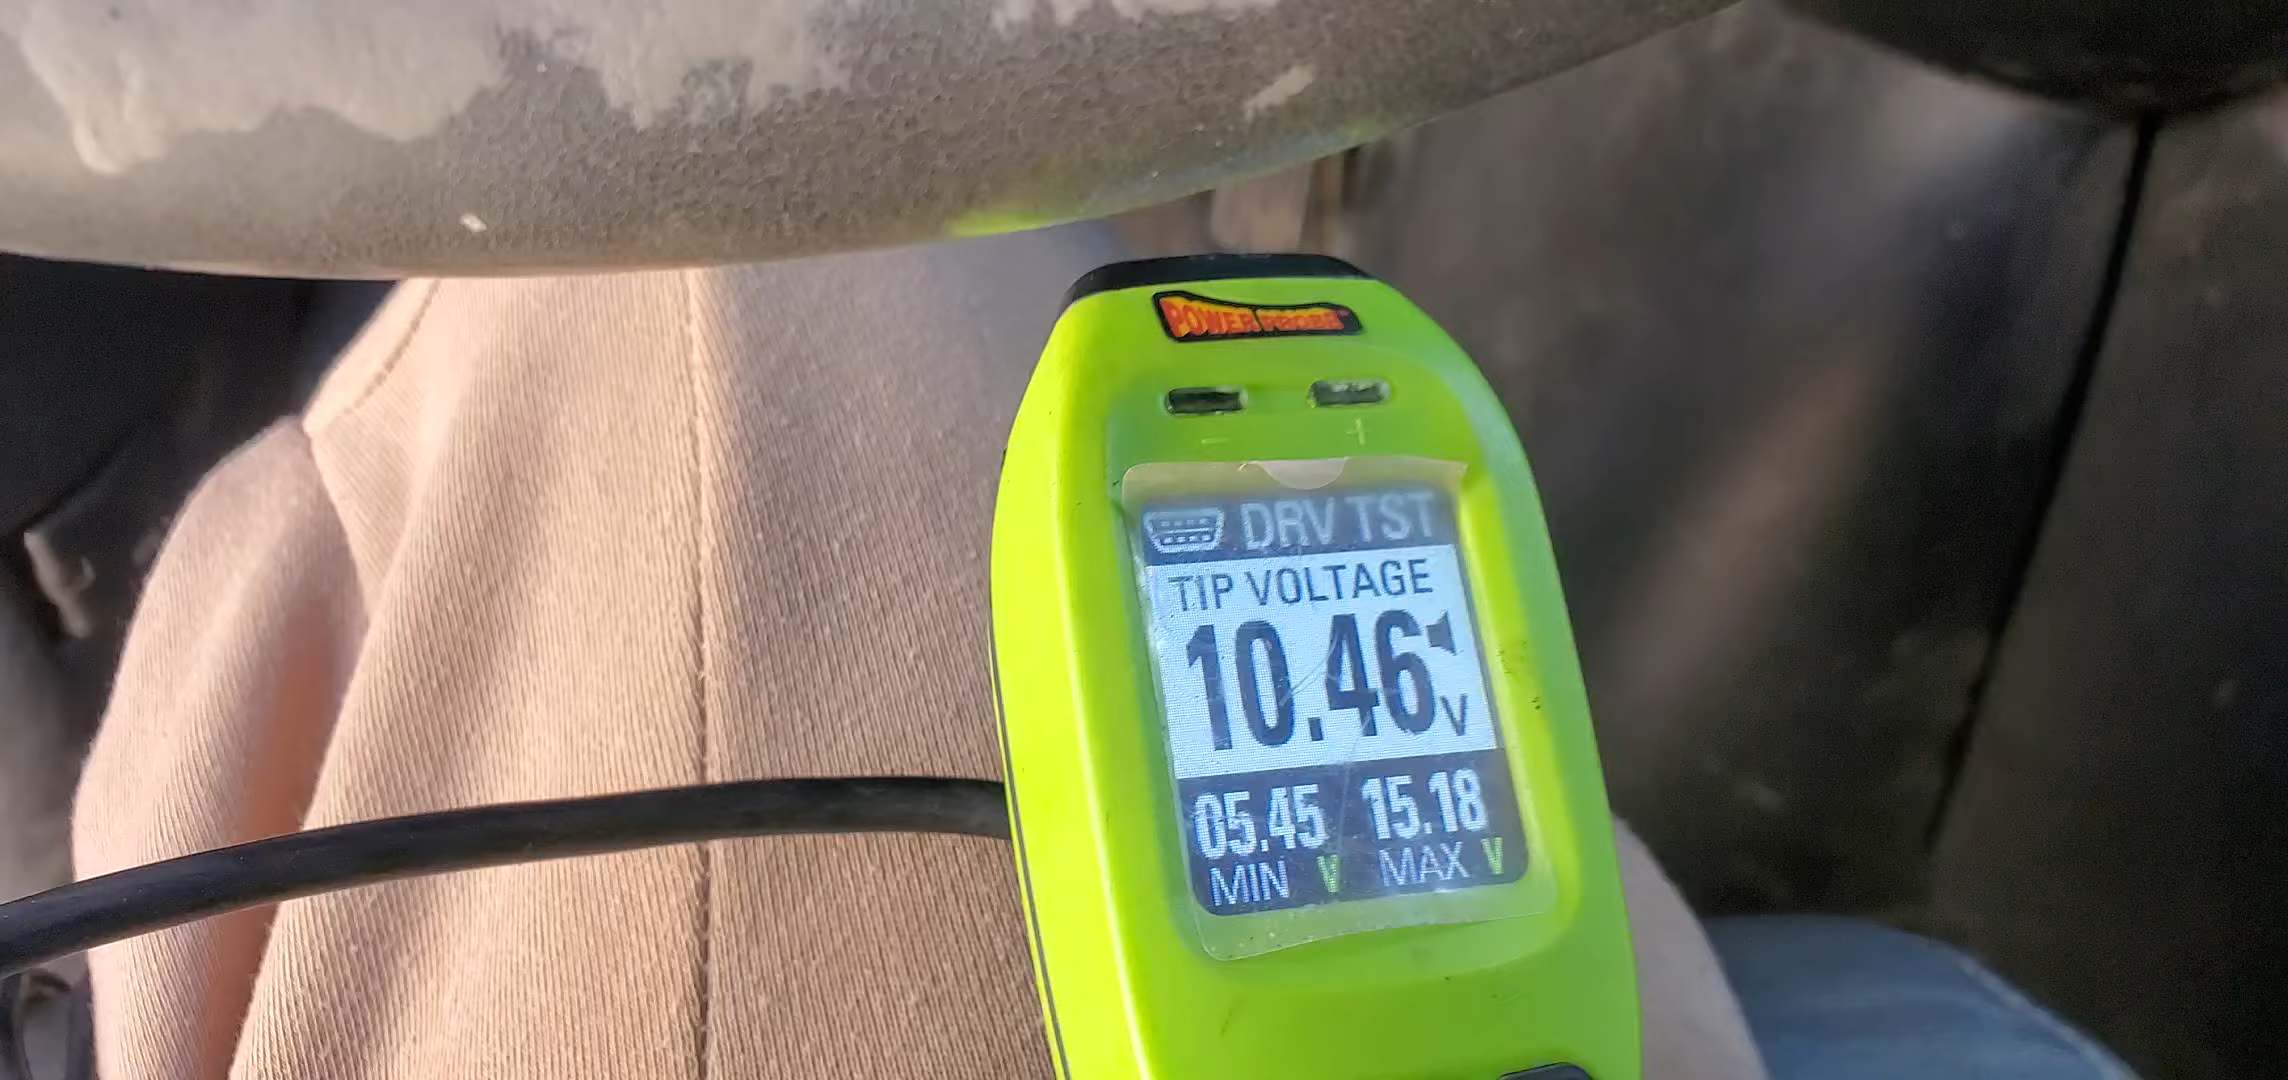 POWER PROBE
- +
DRV TST
TIP VOLTAGE
10.46 V
05.45 15.18
MIN V MAX V